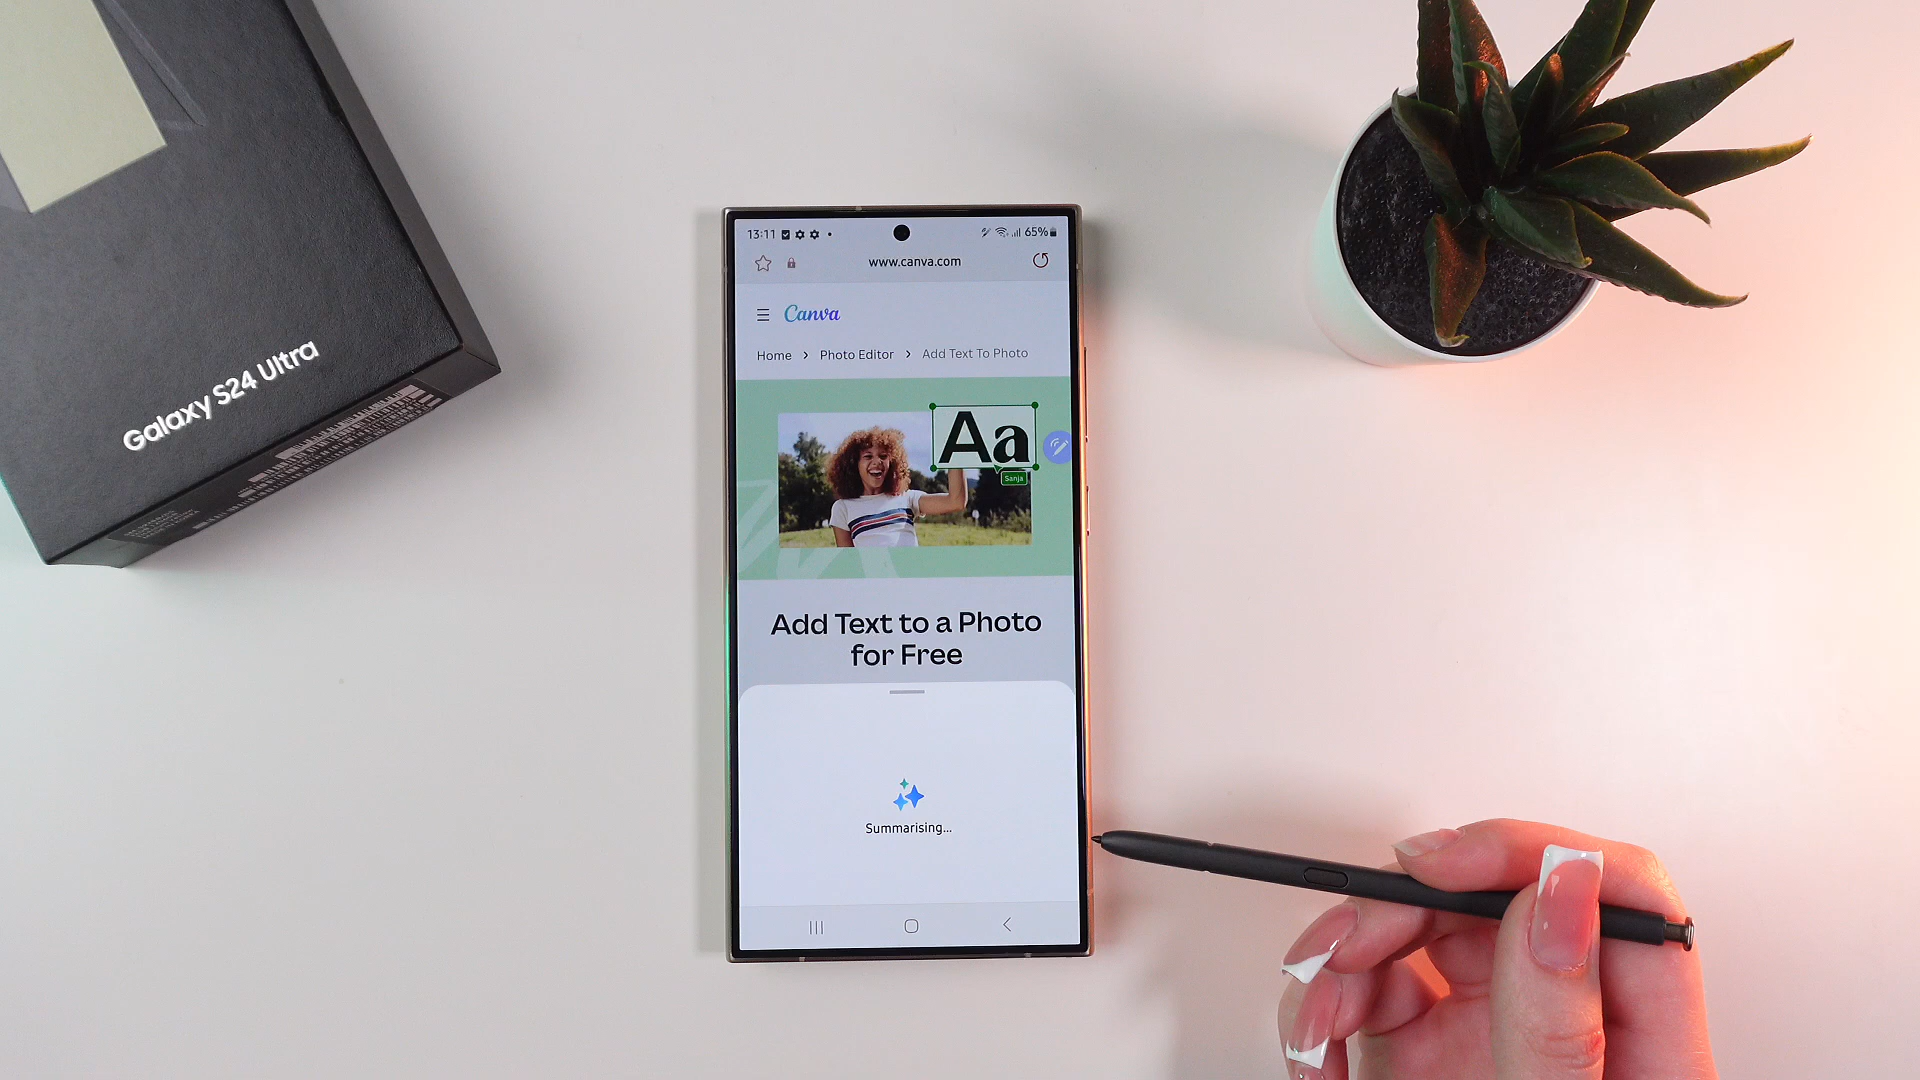 Galaxy S24 Ultra
13:11
65%
www.canva.com
Canva
Home > Photo Editor > Add Text To Photo
Aa
Sanja
Add Text to a Photo
for Free
Summarising...